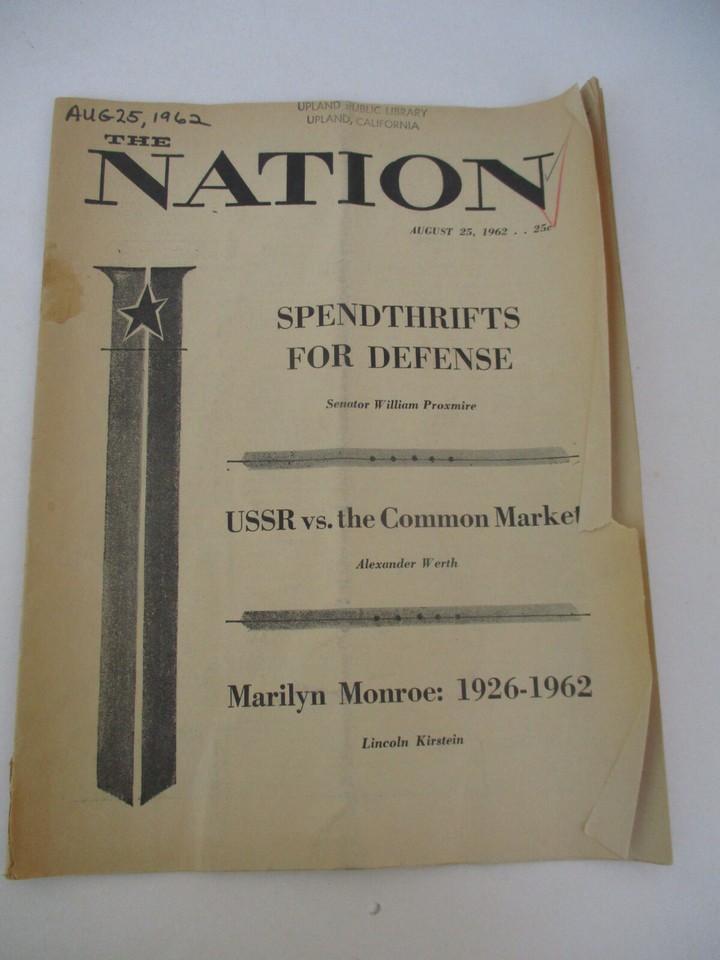 AUG 25, 1962
UPLAND PUBLIC LIBRARY
UPLAND, CALIFORNIA
THE
NATION
AUGUST 25, 1962 . . 25c
SPENDTHRIFTS
FOR DEFENSE
Senator William Proxmire
USSR vs. the Common Market
Alexander Werth
Marilyn Monroe: 1926-1962
Lincoln Kirstein